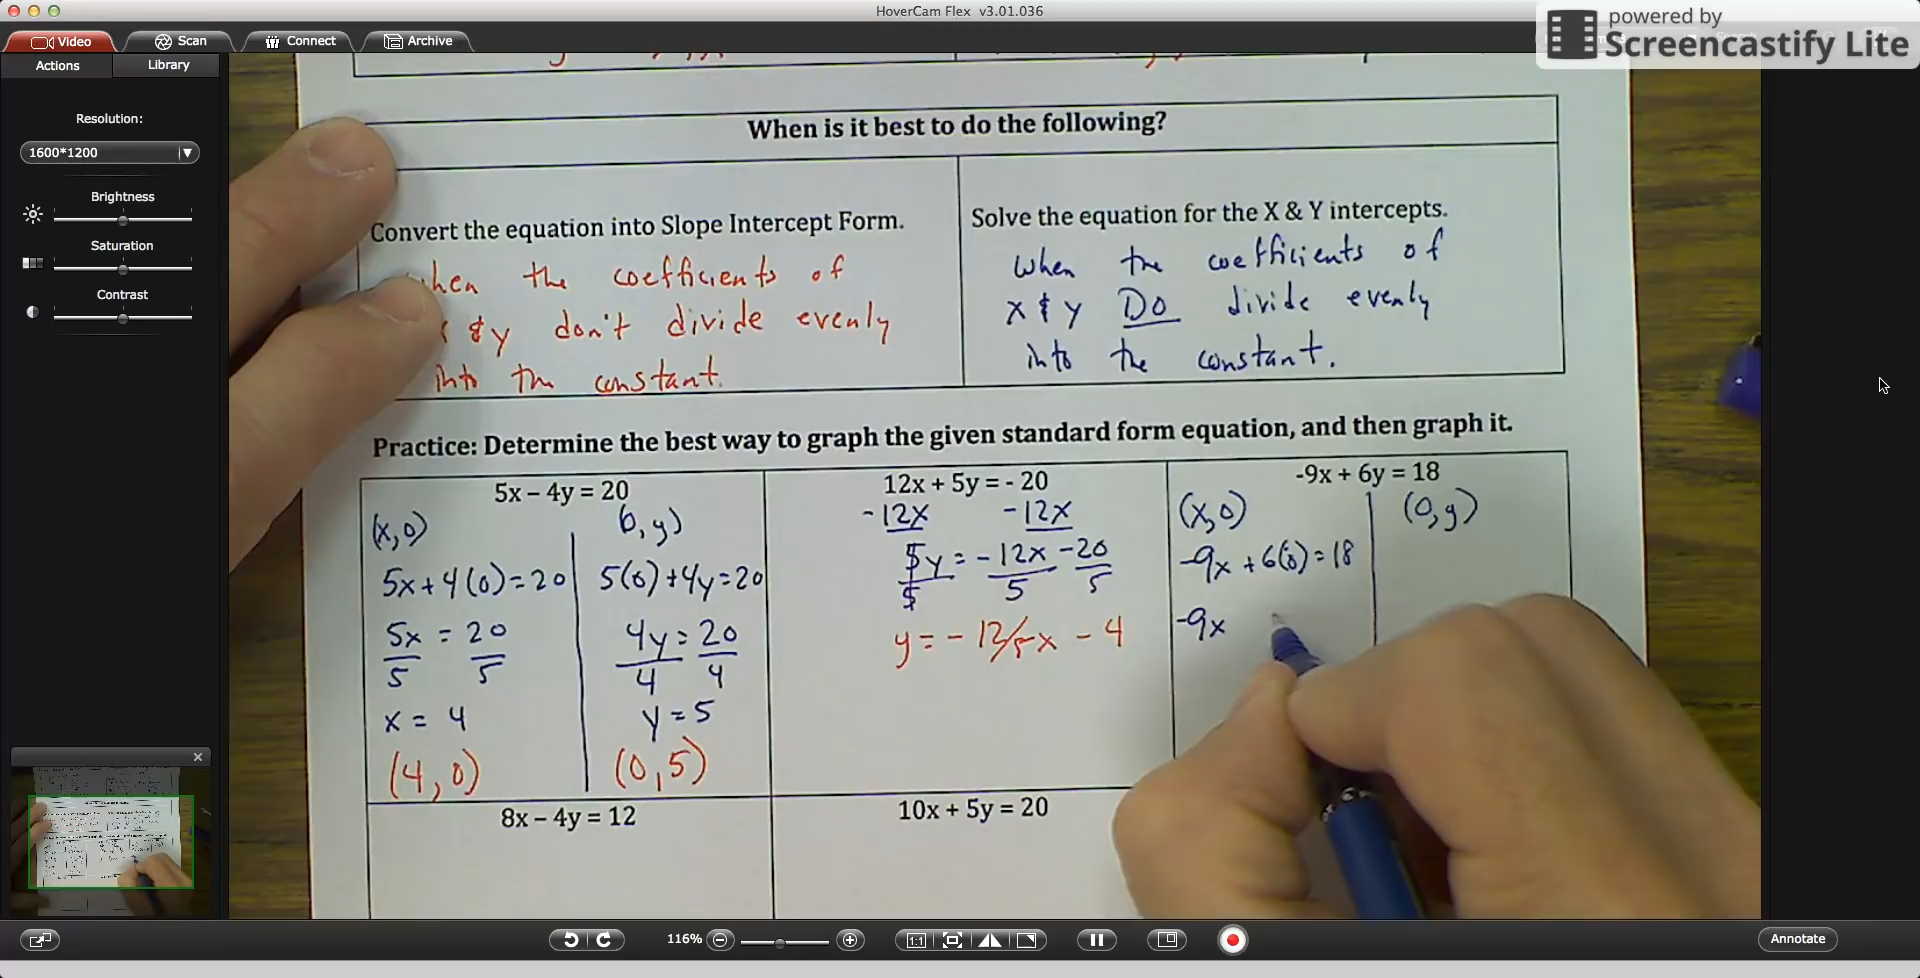 HoverCam Flex v3.01.036
powered by
Screencastify Lite
Video
Scan
Connect
Archive
Actions
Library
Resolution:
1600*1200
Brightness
Saturation
Contrast
When is it best to do the following?
Convert the equation into Slope Intercept Form.
hen the coefficients of
& y don't divide evenly
into the constant.
Solve the equation for the X & Y intercepts.
When the coefficients of
x & y DO divide evenly
into the constant.
Practice: Determine the best way to graph the given standard form equation, and then graph it.
5x – 4y = 20
(x,0)
5x + 4(0) = 20
5x = 20
5 5
x = 4
(4, 0)
0, y)
5(0) + 4y = 20
4y = 20
4 4
y = 5
(0, 5)
12x + 5y = - 20
-12x -12x
5y = -12x -20
5 5 5
y = - 12/5x - 4
-9x + 6y = 18
(x,0)
-9x + 6(0) = 18
-9x
(0, y)
8x – 4y = 12
10x + 5y = 20
116%
1:1
Annotate